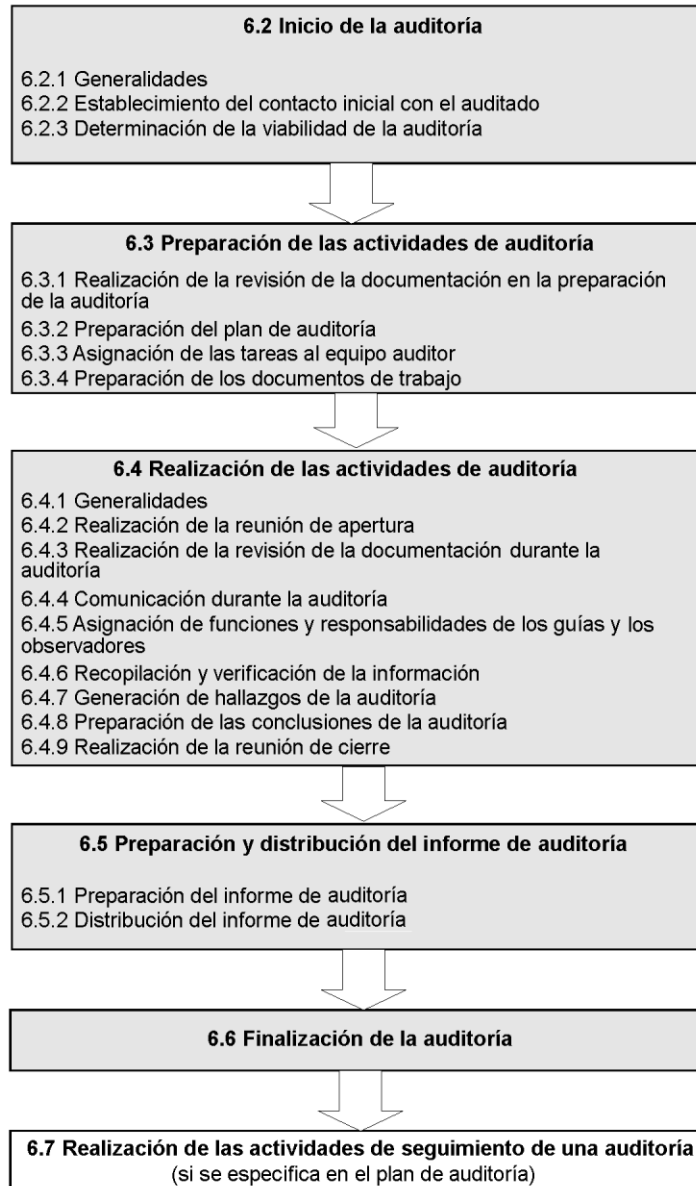 6.2 Inicio de la auditoría
6.2.1 Generalidades
6.2.2 Establecimiento del contacto inicial con el auditado
6.2.3 Determinación de la viabilidad de la auditoría
6.3 Preparación de las actividades de auditoría
6.3.1 Realización de la revisión de la documentación en la preparación
de la auditoría
6.3.2 Preparación del plan de auditoría
6.3.3 Asignación de las tareas al equipo auditor
6.3.4 Preparación de los documentos de trabajo
6.4 Realización de las actividades de auditoría
6.4.1 Generalidades
6.4.2 Realización de la reunión de apertura
6.4.3 Realización de la revisión de la documentación durante la
auditoría
6.4.4 Comunicación durante la auditoría
6.4.5 Asignación de funciones y responsabilidades de los guías y los
observadores
6.4.6 Recopilación y verificación de la información
6.4.7 Generación de hallazgos de la auditoría
6.4.8 Preparación de las conclusiones de la auditoría
6.4.9 Realización de la reunión de cierre
6.5 Preparación y distribución del informe de auditoría
6.5.1 Preparación del informe de auditoría
6.5.2 Distribución del informe de auditoría
6.6 Finalización de la auditoría
6.7 Realización de las actividades de seguimiento de una auditoría
(si se especifica en el plan de auditoría)